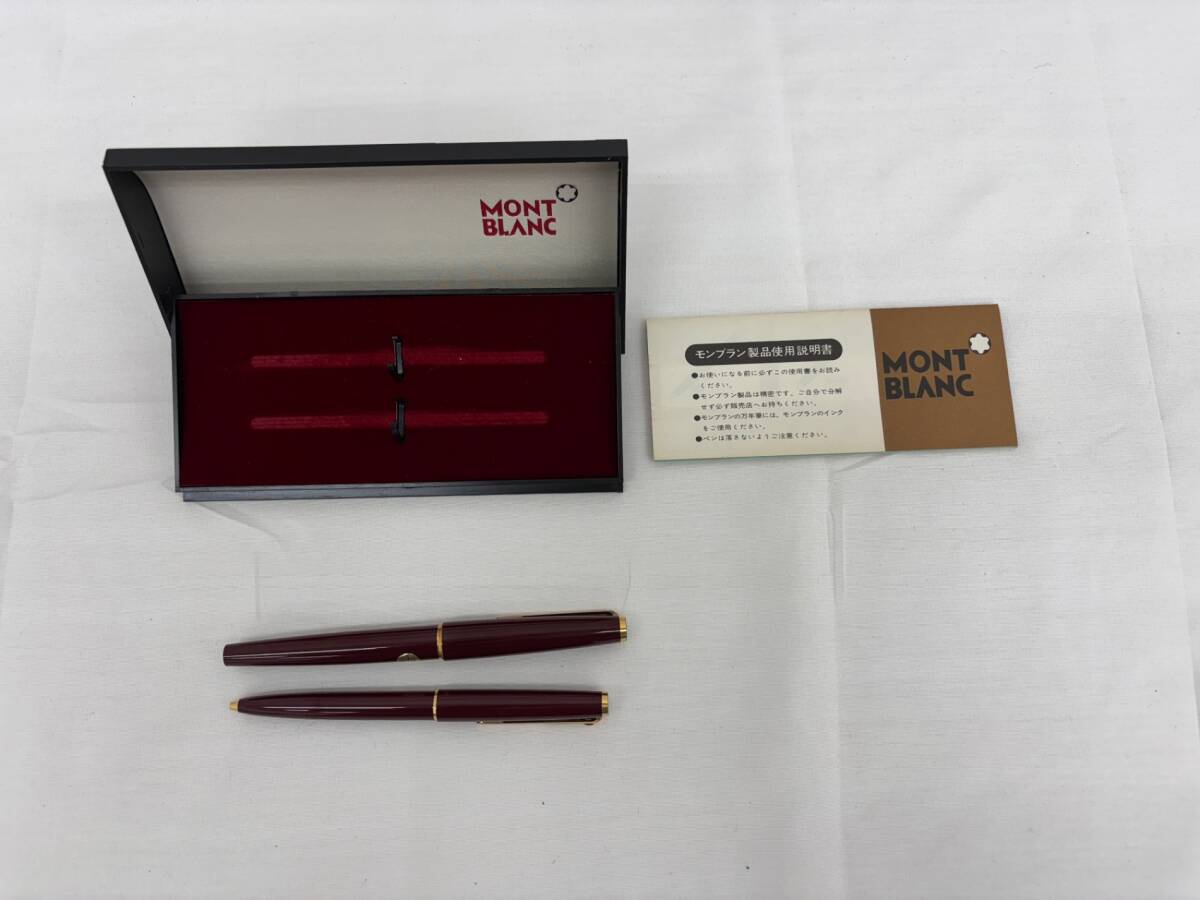 MONT
BLANC
モンブラン製品使用説明書
●お使いになる前に必ずこの使用書をお読み
ください。
●モンブラン製品は精密です。ご自分で分解
せず必ず販売店へお持ちください。
●モンブランの万年筆には、モンブランのインク
をご使用ください。
●ペンは落さないようご注意ください。
MONT
BLANC